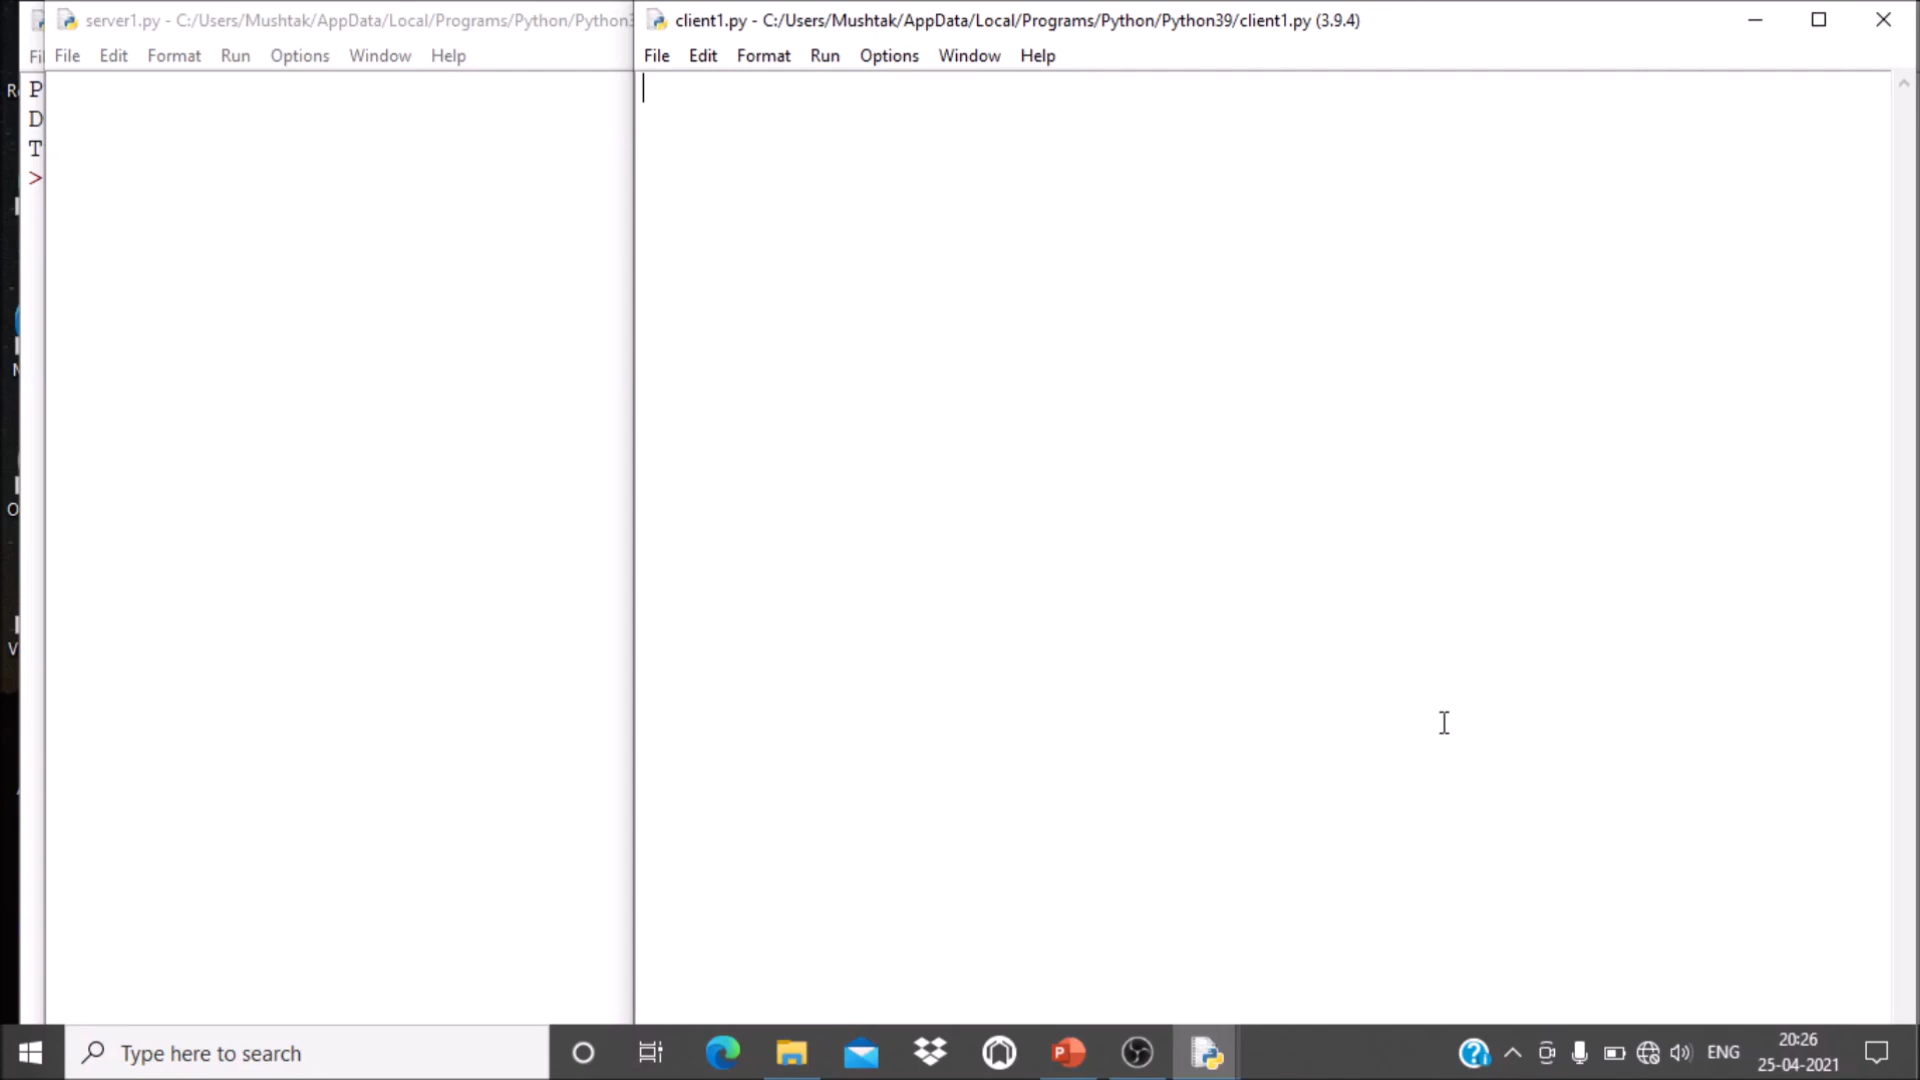 server1.py - C:/Users/Mushtak/AppData/Local/Programs/Python/Python3
File Edit Format Run Options Window Help
client1.py - C:/Users/Mushtak/AppData/Local/Programs/Python/Python39/client1.py (3.9.4)
File Edit Format Run Options Window Help
Fil
P
D
T
>
R
N
O
V
Type here to search
ENG
20:26
25-04-2021